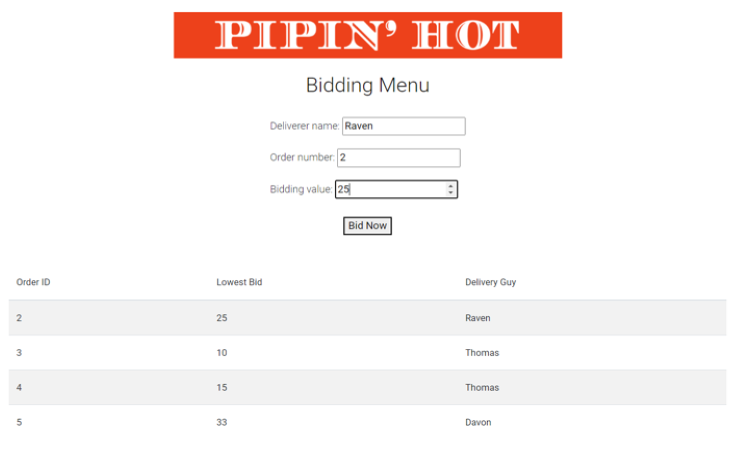 PIPIN' HOT
Bidding Menu
Deliverer name: Raven
Order number: 2
Bidding value: 25
Bid Now
Order ID Lowest Bid Delivery Guy
2 25 Raven
3 10 Thomas
4 15 Thomas
5 33 Davon